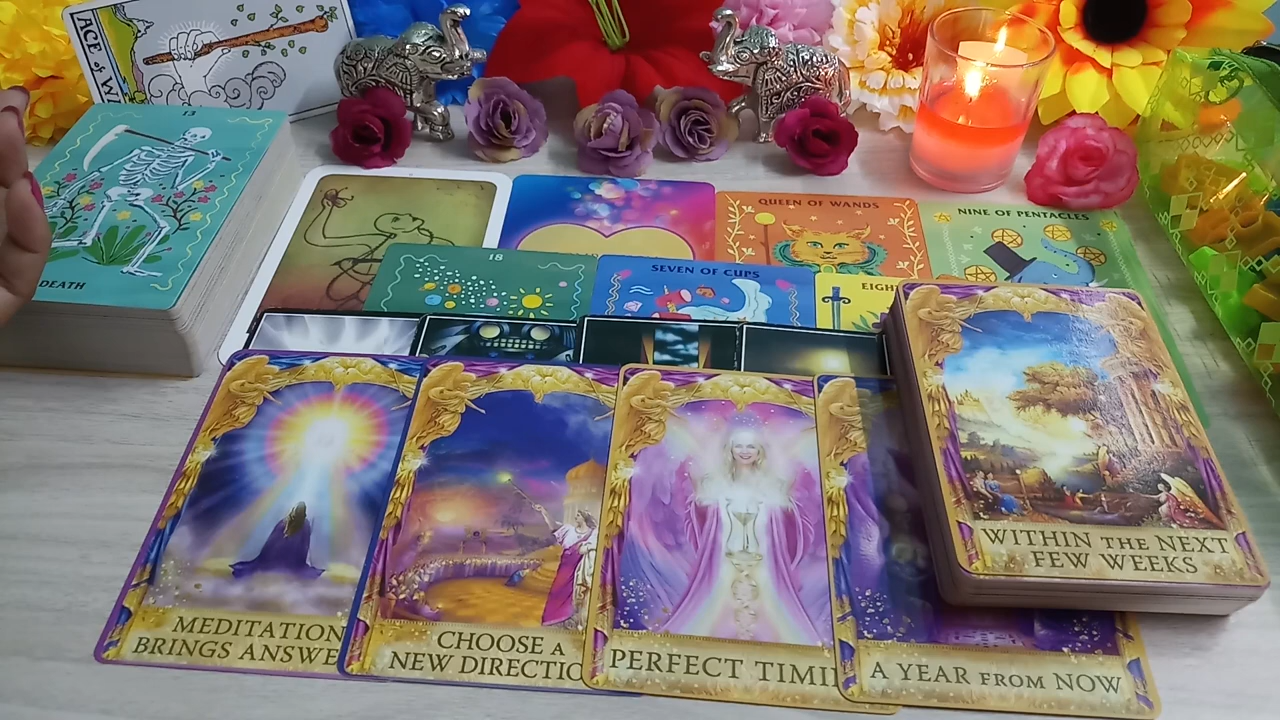 ACE of WI
13
DEATH
QUEEN OF WANDS
NINE OF PENTACLES
18
SEVEN OF CUPS
EIGH
MEDITATION
BRINGS ANSWE
CHOOSE A
NEW DIRECTIO
PERFECT TIMI
A YEAR FROM NOW
WITHIN THE NEXT
FEW WEEKS